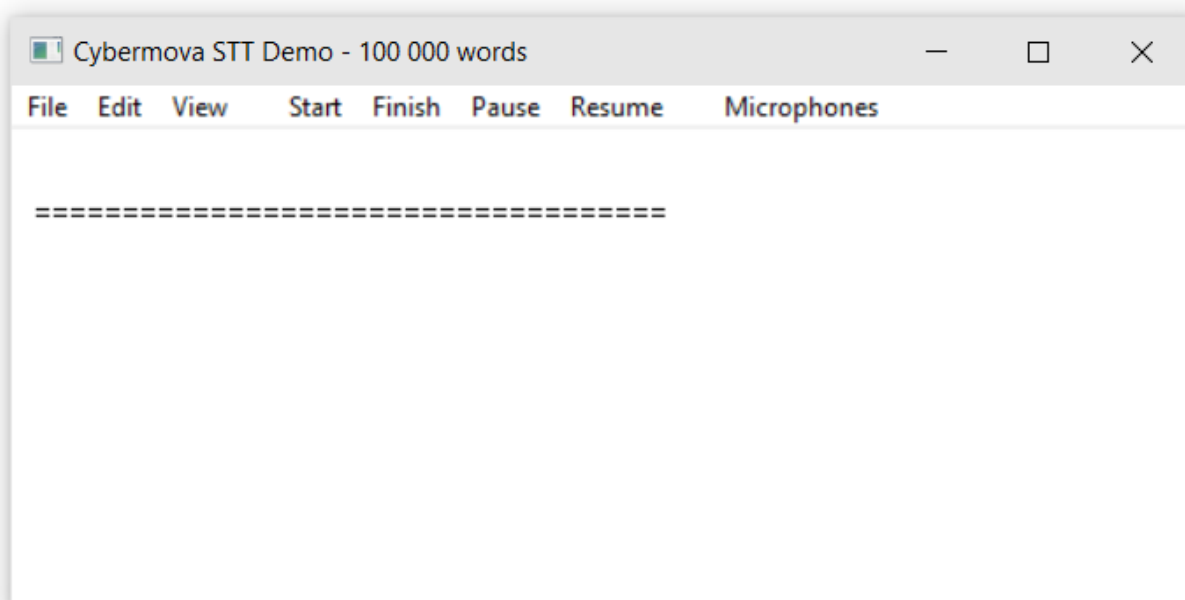 Cybermova STT Demo - 100 000 words
File Edit View Start Finish Pause Resume Microphones
====================================